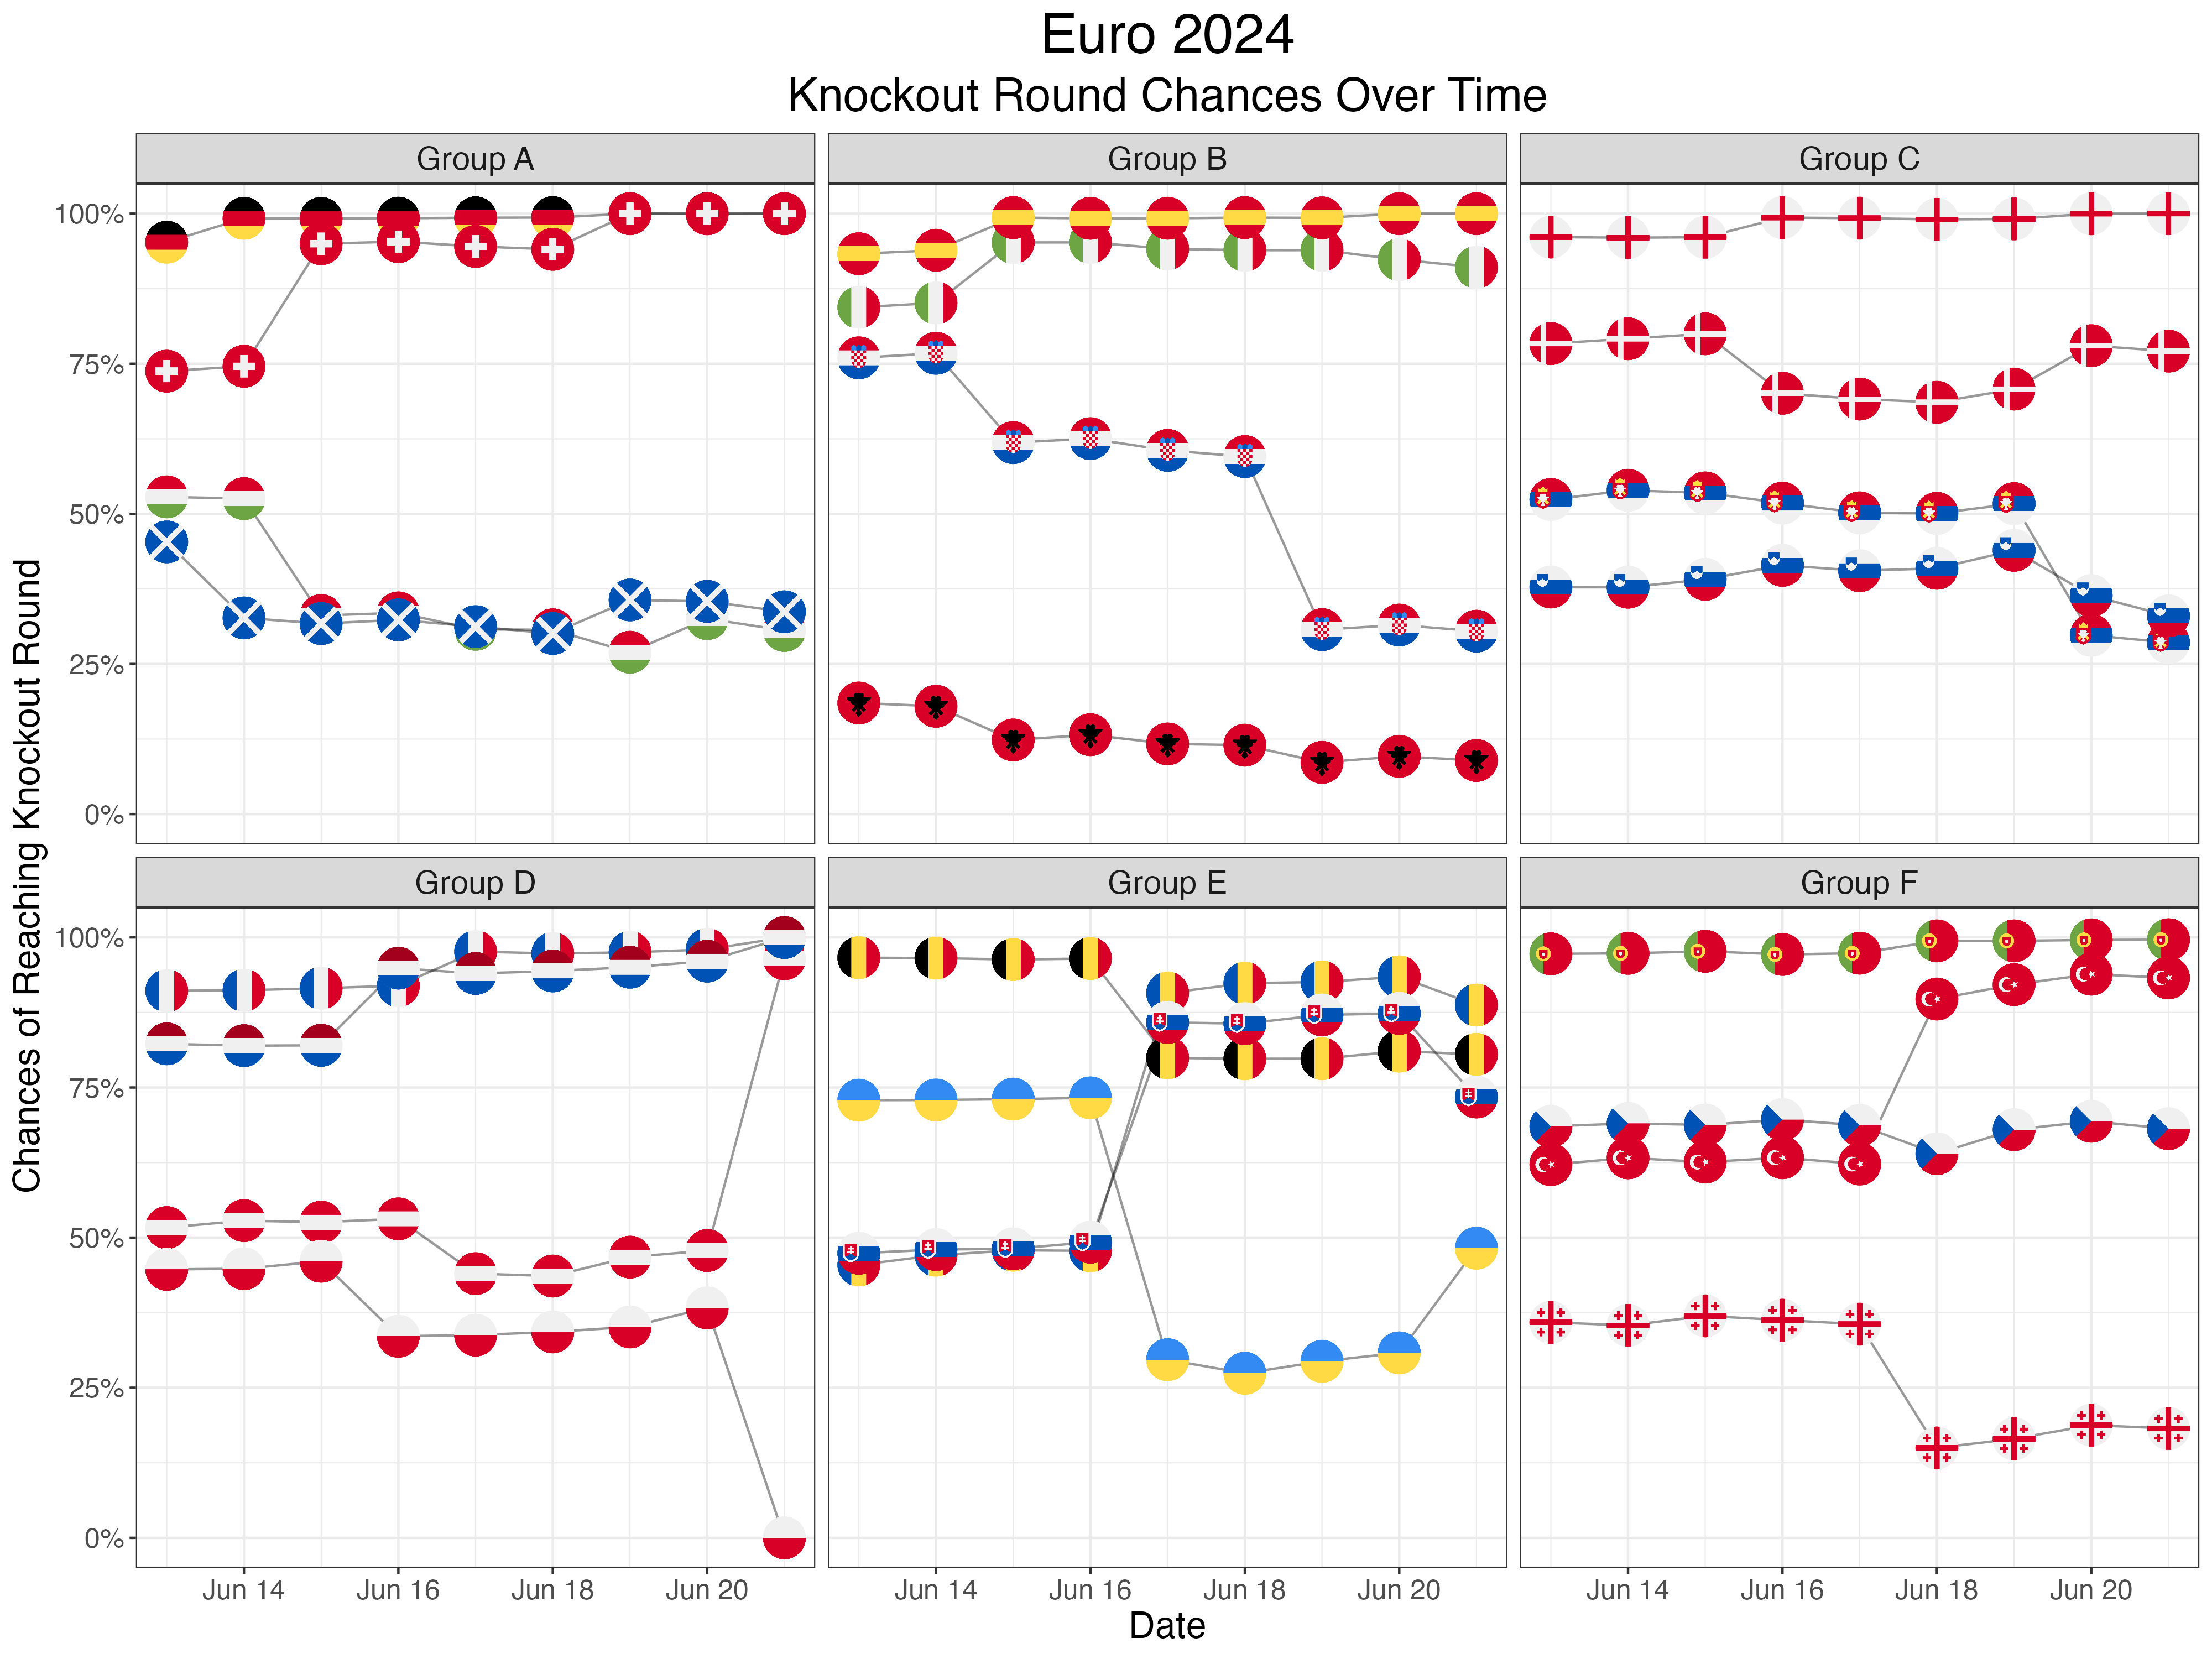 Euro 2024
Knockout Round Chances Over Time
Group A
Group B
Group C
100%
75%
50%
25%
0%
Group D
Group E
Group F
100%
75%
50%
25%
0%
Chances of Reaching Knockout Round
Jun 14
Jun 16
Jun 18
Jun 20
Jun 14
Jun 16
Jun 18
Jun 20
Jun 14
Jun 16
Jun 18
Jun 20
Date